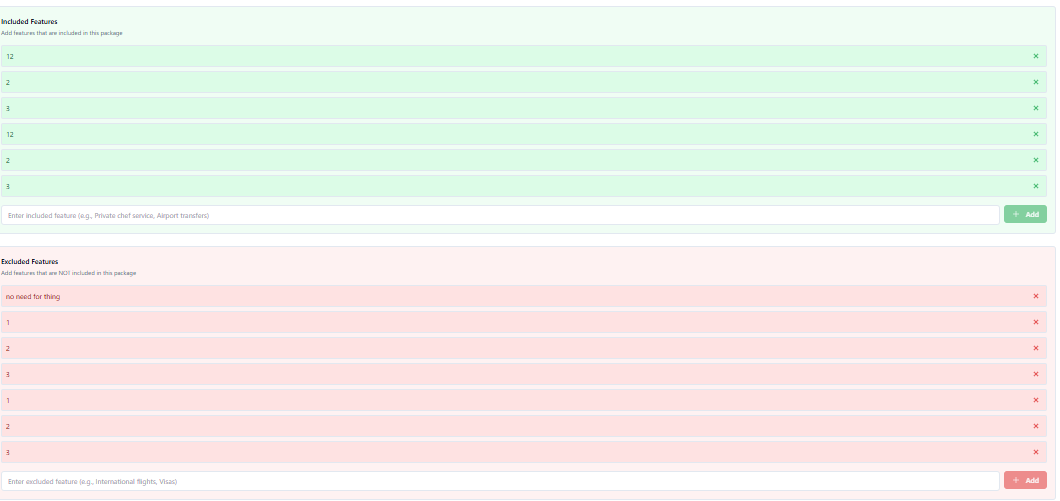 Included Features
Add features that are included in this package
12
2
3
12
2
3
Enter included feature (e.g., Private chef service, Airport transfers)
+ Add
Excluded Features
Add features that are NOT included in this package
no need for thing
1
2
3
1
2
3
Enter excluded feature (e.g., International flights, Visas)
+ Add